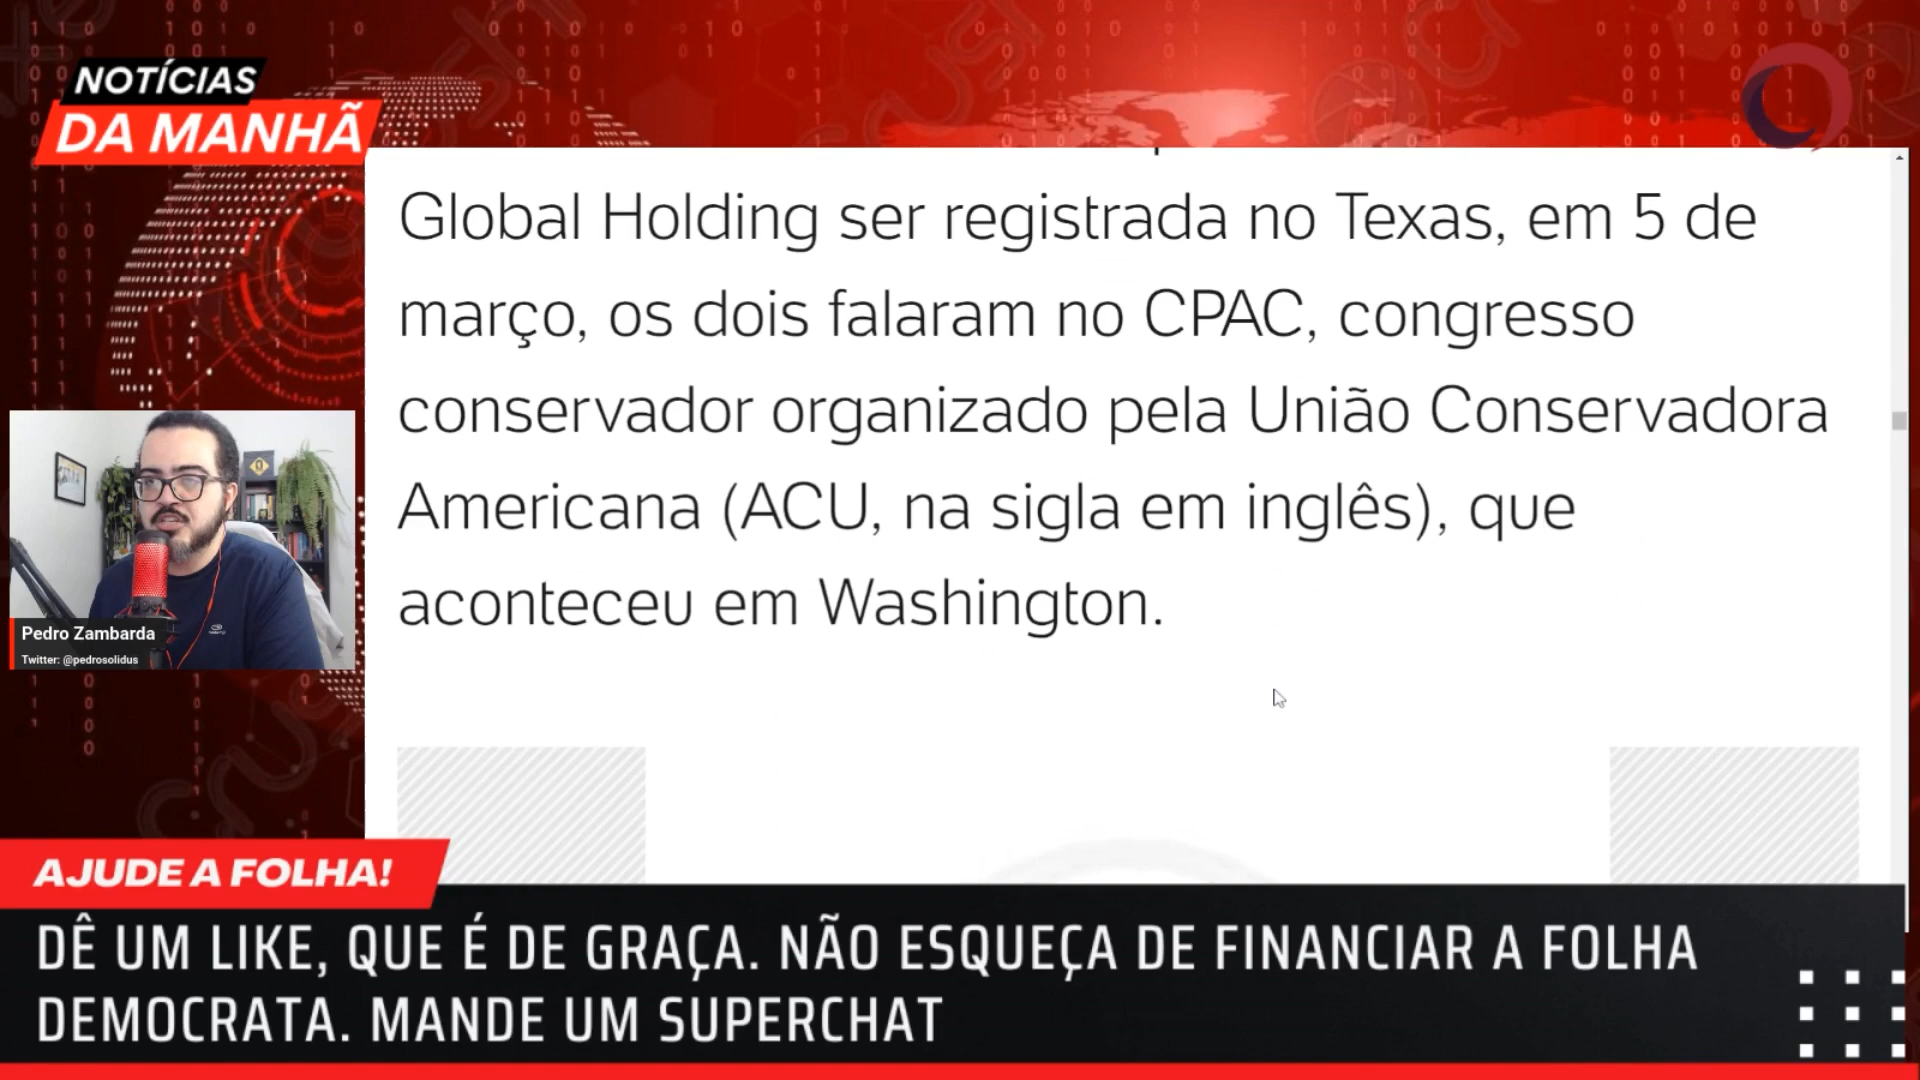 NOTÍCIAS
DA MANHÃ
Global Holding ser registrada no Texas, em 5 de
março, os dois falaram no CPAC, congresso
conservador organizado pela União Conservadora
Americana (ACU, na sigla em inglês), que
aconteceu em Washington.
Pedro Zambarda
Twitter: @pedrosolidus
AJUDE A FOLHA!
DÊ UM LIKE, QUE É DE GRAÇA. NÃO ESQUEÇA DE FINANCIAR A FOLHA
DEMOCRATA. MANDE UM SUPERCHAT